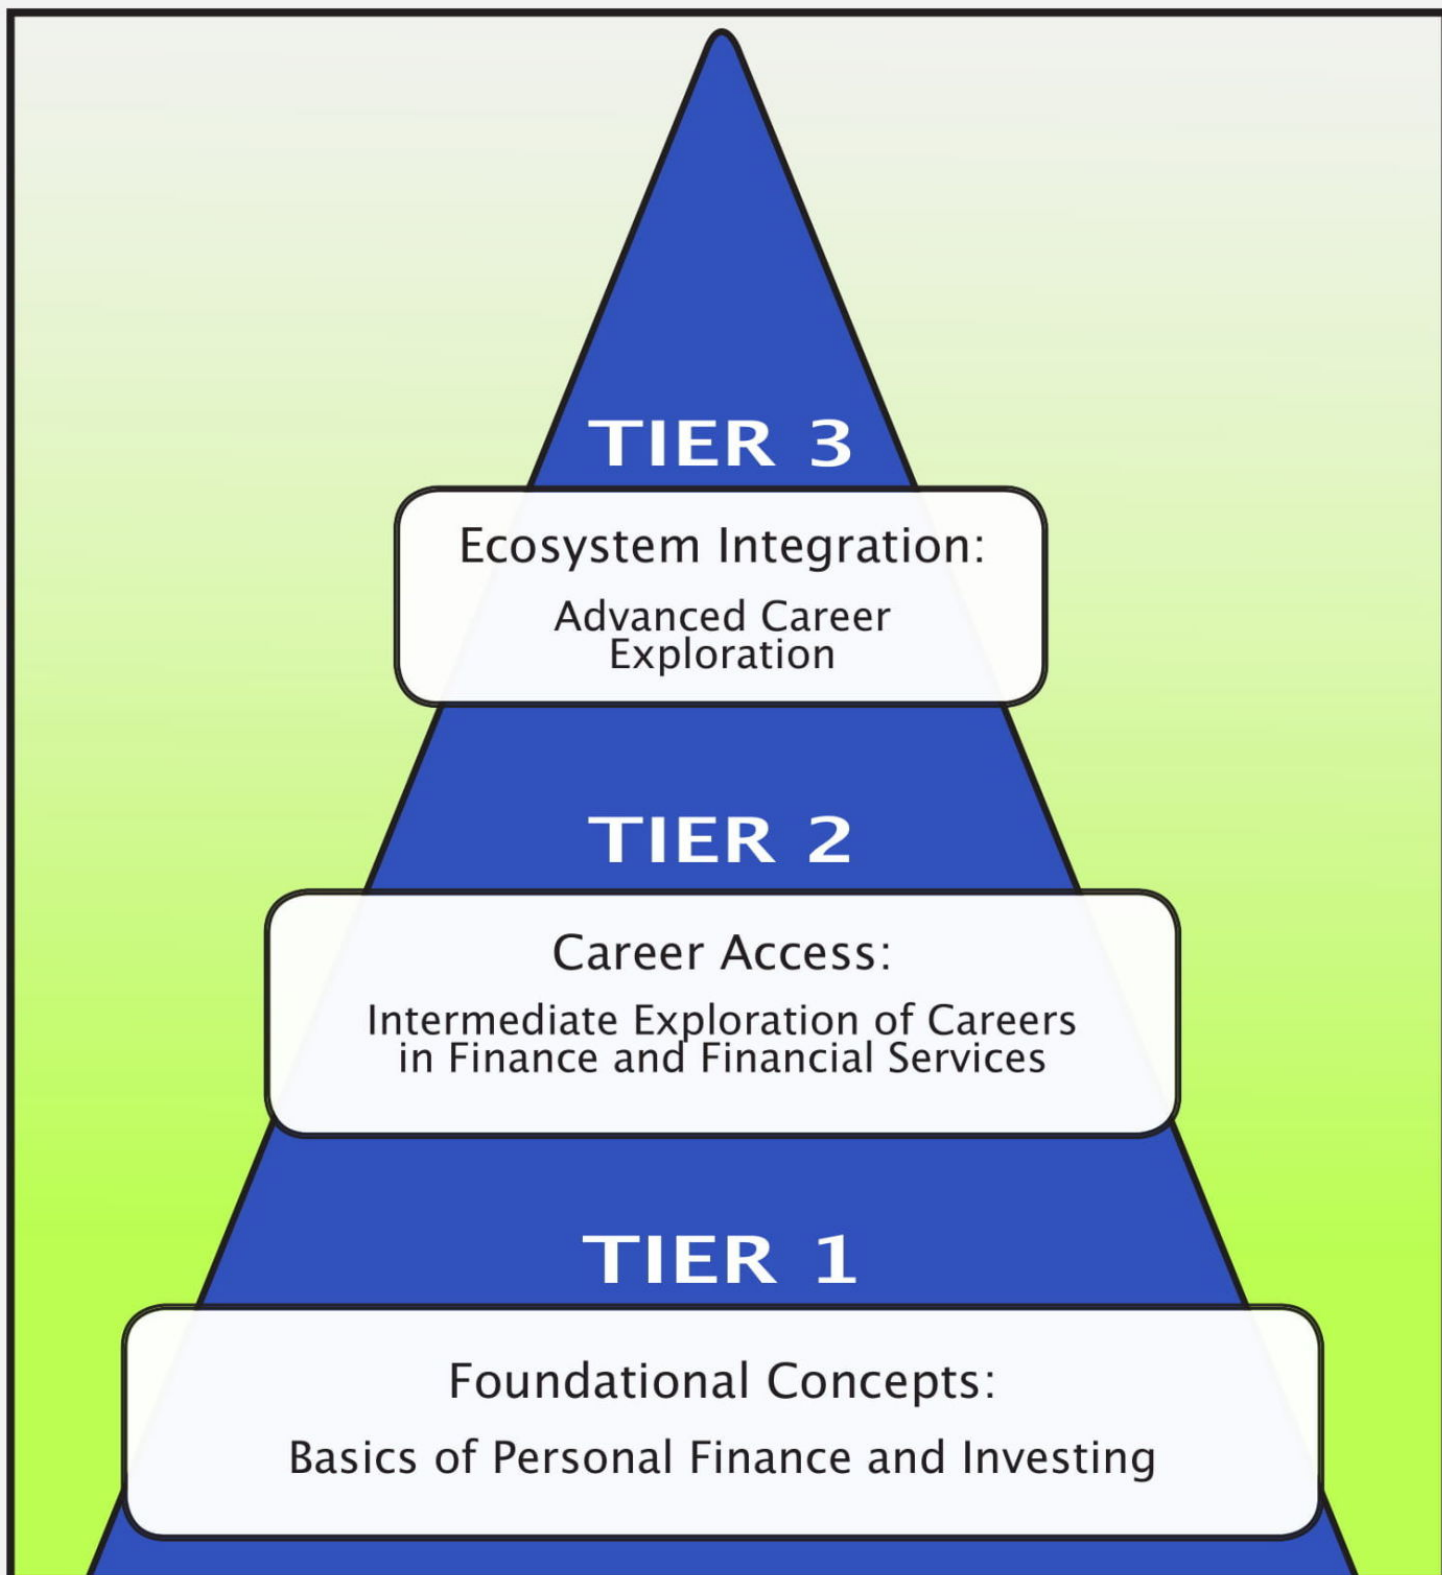 TIER 3
Ecosystem Integration:
Advanced Career
Exploration
TIER 2
Career Access:
Intermediate Exploration of Careers
in Finance and Financial Services
TIER 1
Foundational Concepts:
Basics of Personal Finance and Investing